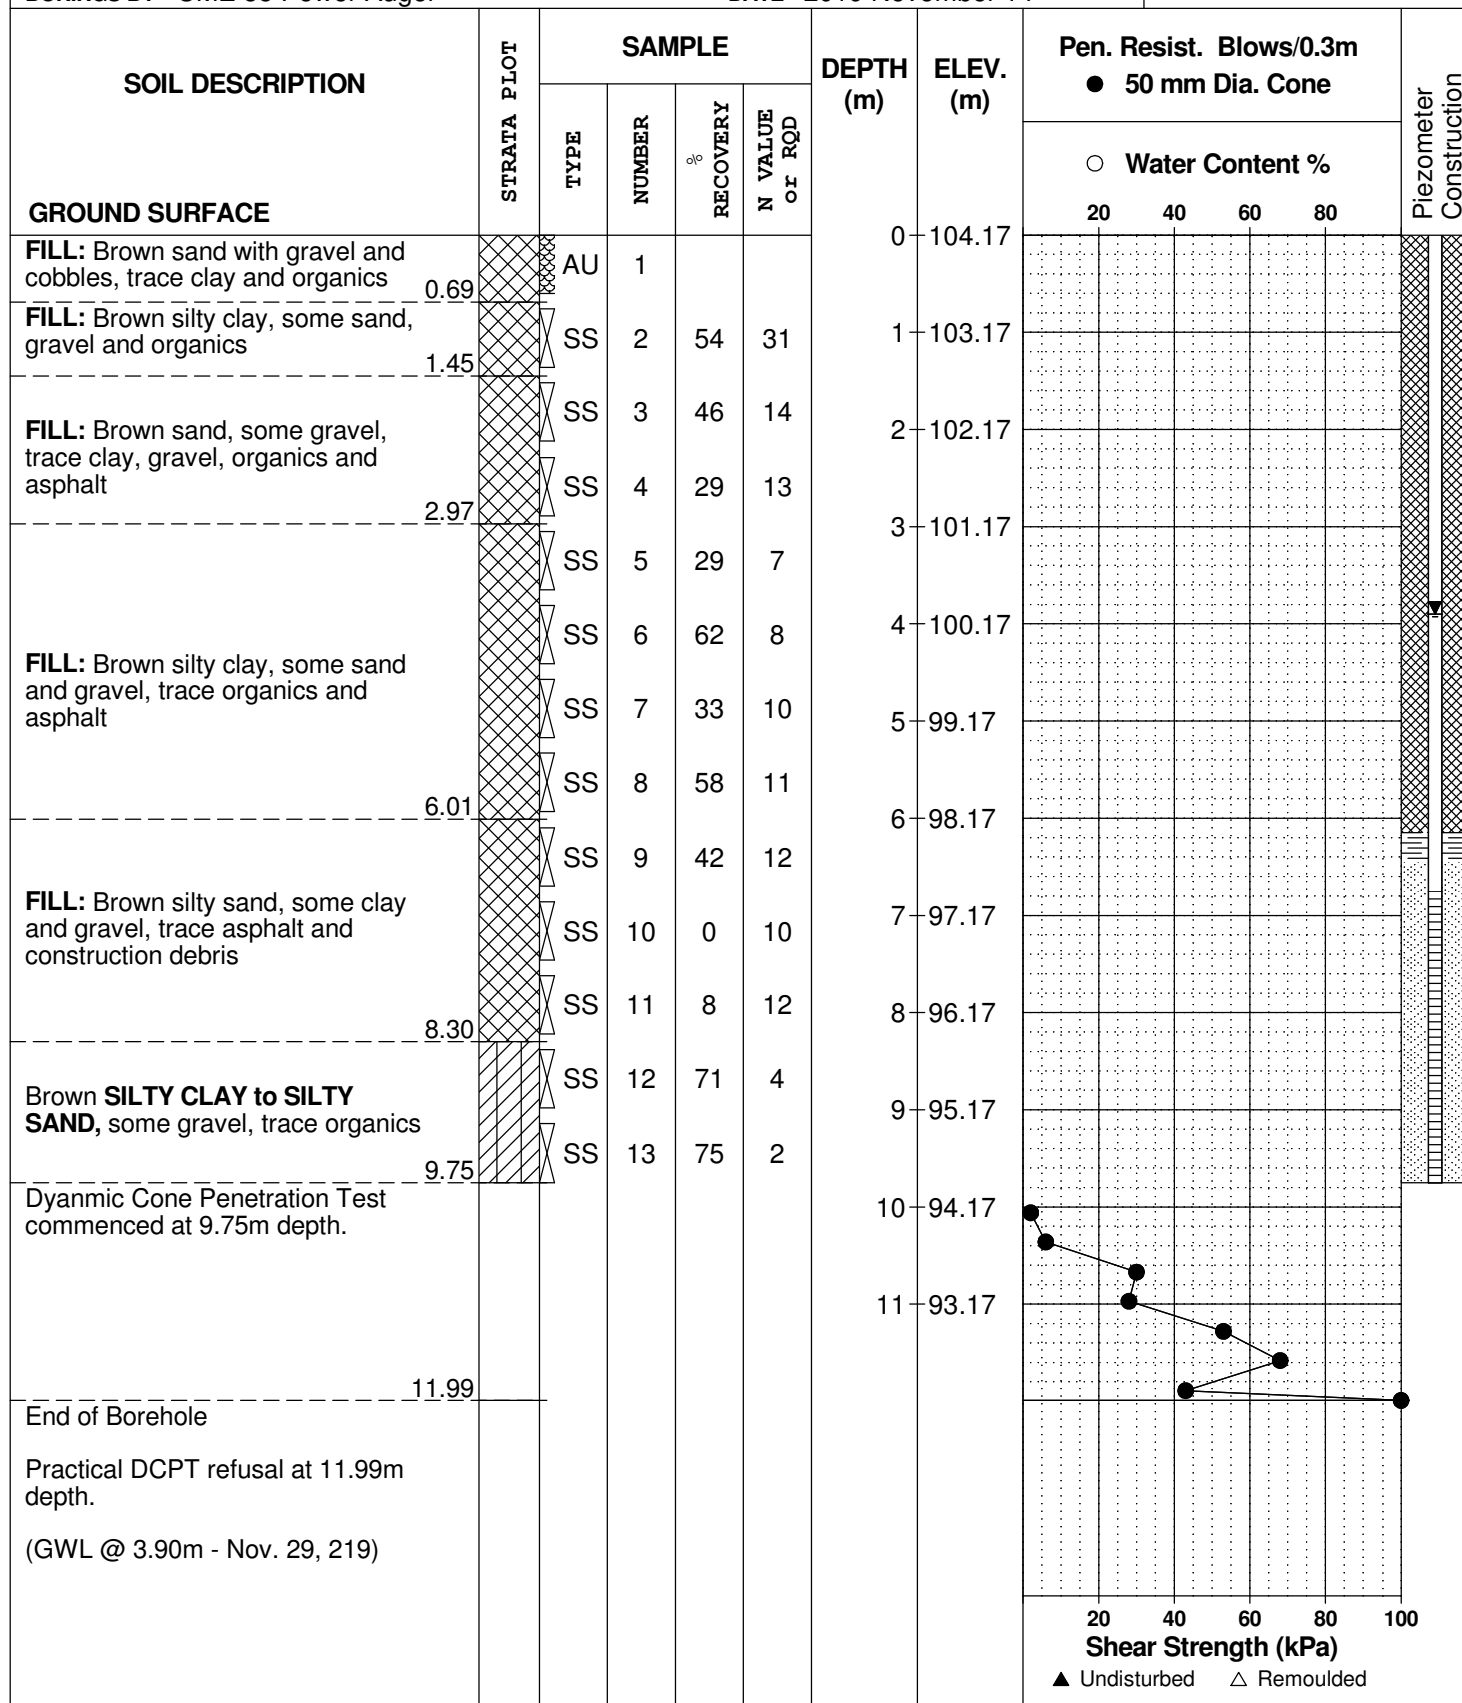 SOIL DESCRIPTION
GROUND SURFACE
STRATA PLOT
SAMPLE
TYPE
NUMBER
%
RECOVERY
N VALUE
or RQD
DEPTH
(m)
ELEV.
(m)
Pen. Resist. Blows/0.3m
● 50 mm Dia. Cone
○ Water Content %
20 40 60 80
Piezometer
Construction
FILL: Brown sand with gravel and
cobbles, trace clay and organics
0.69
FILL: Brown silty clay, some sand,
gravel and organics
1.45
FILL: Brown sand, some gravel,
trace clay, gravel, organics and
asphalt
2.97
FILL: Brown silty clay, some sand
and gravel, trace organics and
asphalt
6.01
FILL: Brown silty sand, some clay
and gravel, trace asphalt and
construction debris
8.30
Brown SILTY CLAY to SILTY
SAND, some gravel, trace organics
9.75
Dyanmic Cone Penetration Test
commenced at 9.75m depth.
11.99
End of Borehole
Practical DCPT refusal at 11.99m
depth.
(GWL @ 3.90m - Nov. 29, 219)
AU 1
SS 2 54 31
SS 3 46 14
SS 4 29 13
SS 5 29 7
SS 6 62 8
SS 7 33 10
SS 8 58 11
SS 9 42 12
SS 10 0 10
SS 11 8 12
SS 12 71 4
SS 13 75 2
0 104.17
1 103.17
2 102.17
3 101.17
4 100.17
5 99.17
6 98.17
7 97.17
8 96.17
9 95.17
10 94.17
11 93.17
20 40 60 80 100
Shear Strength (kPa)
▲ Undisturbed △ Remoulded